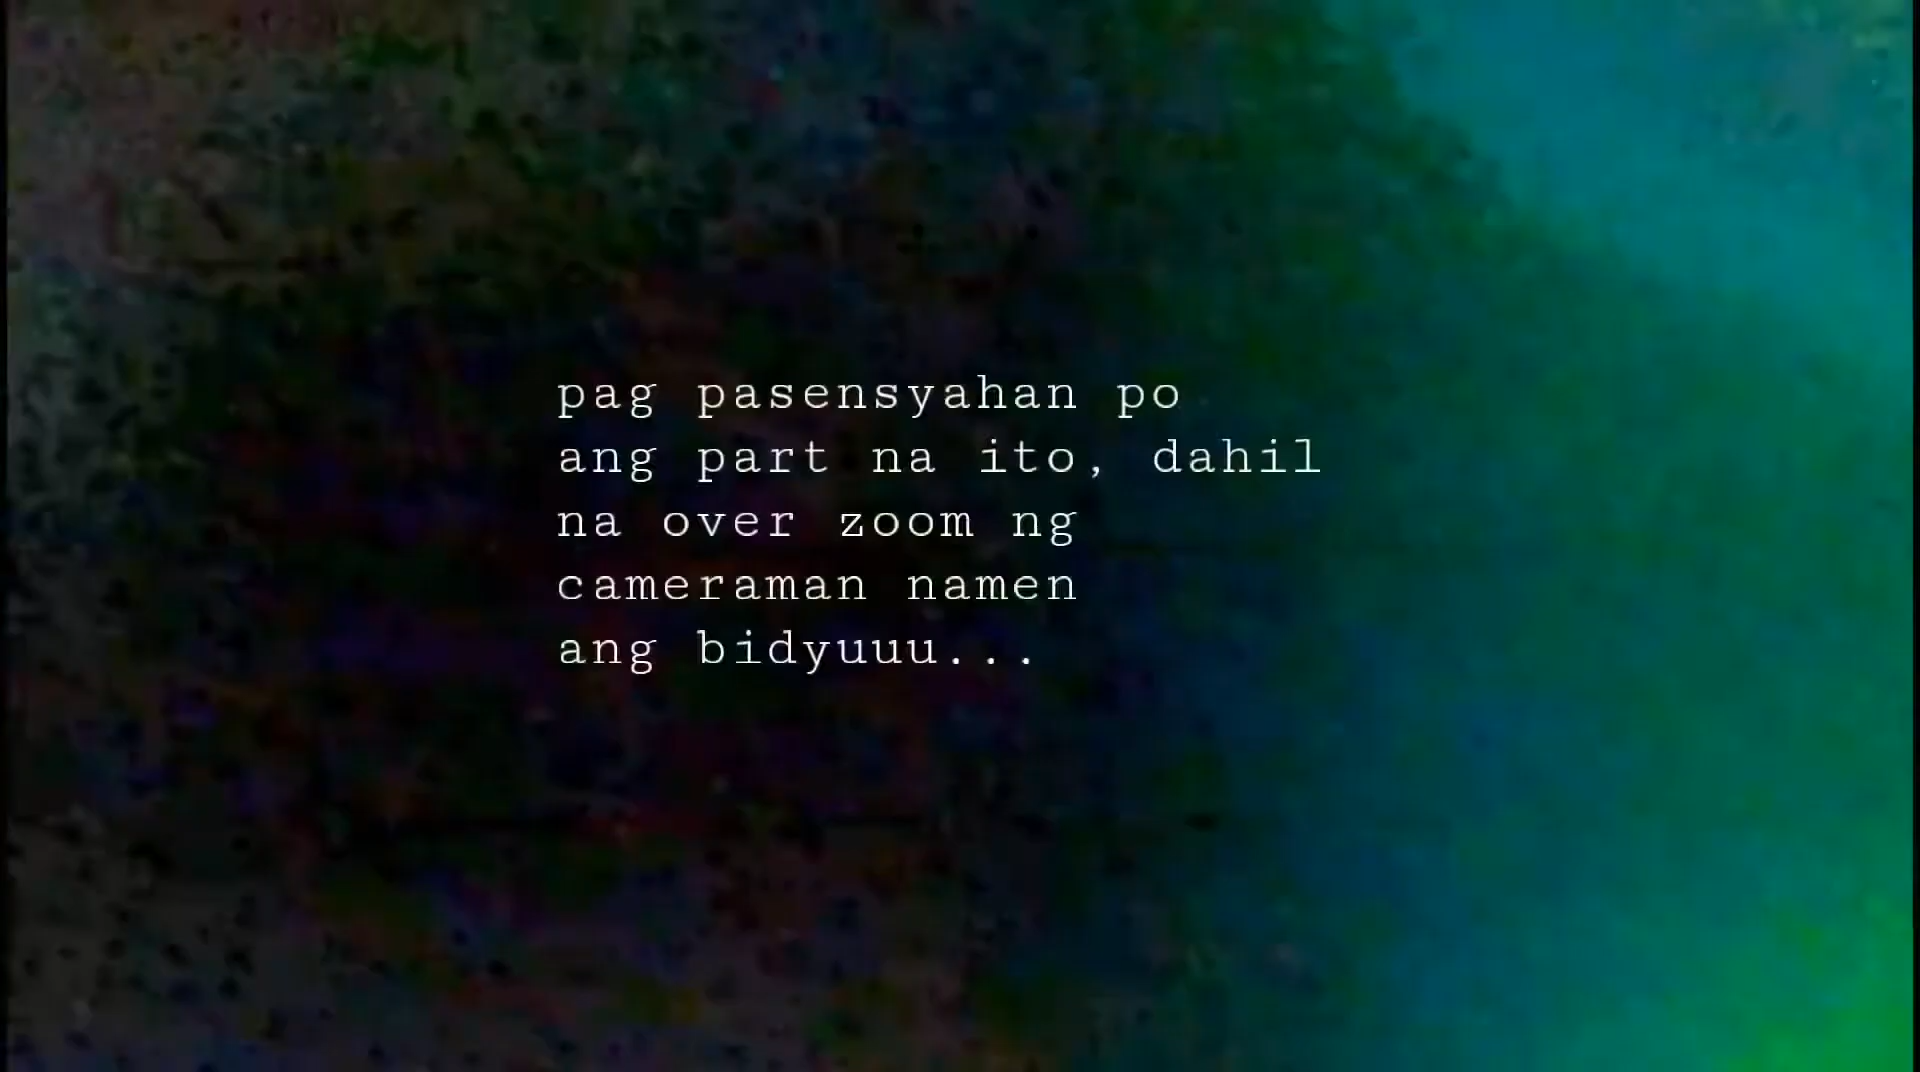 pag pasensyahan po
ang part na ito, dahil
na over zoom ng
cameraman namen
ang bidyuuu...